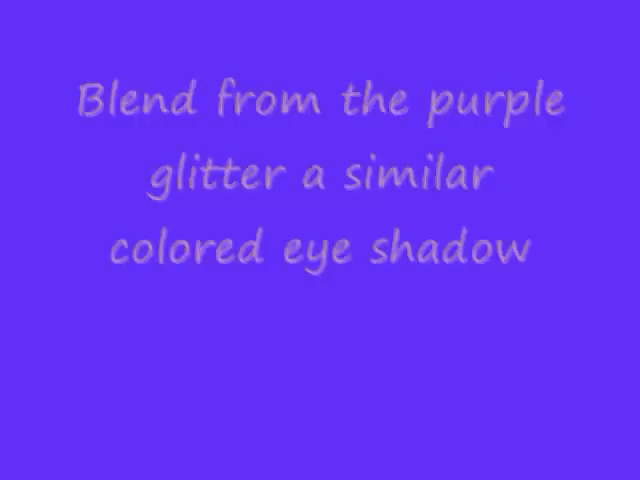 Blend from the purple
glitter a similar
colored eye shadow